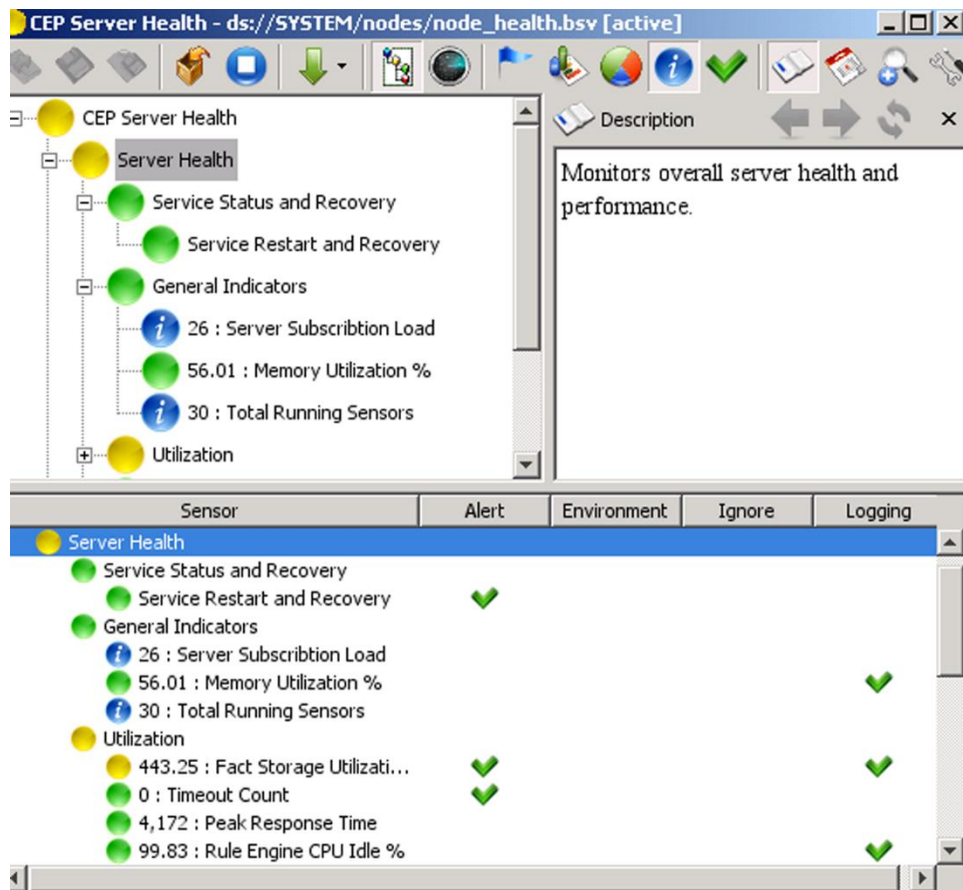 CEP Server Health - ds://SYSTEM/nodes/node_health.bsv [active]
CEP Server Health
Server Health
Service Status and Recovery
Service Restart and Recovery
General Indicators
26 : Server Subscribtion Load
56.01 : Memory Utilization %
30 : Total Running Sensors
Utilization
Description
Monitors overall server health and
performance.
Sensor Alert Environment Ignore Logging
Server Health
Service Status and Recovery
Service Restart and Recovery
General Indicators
26 : Server Subscribtion Load
56.01 : Memory Utilization %
30 : Total Running Sensors
Utilization
443.25 : Fact Storage Utilizati...
0 : Timeout Count
4,172 : Peak Response Time
99.83 : Rule Engine CPU Idle %